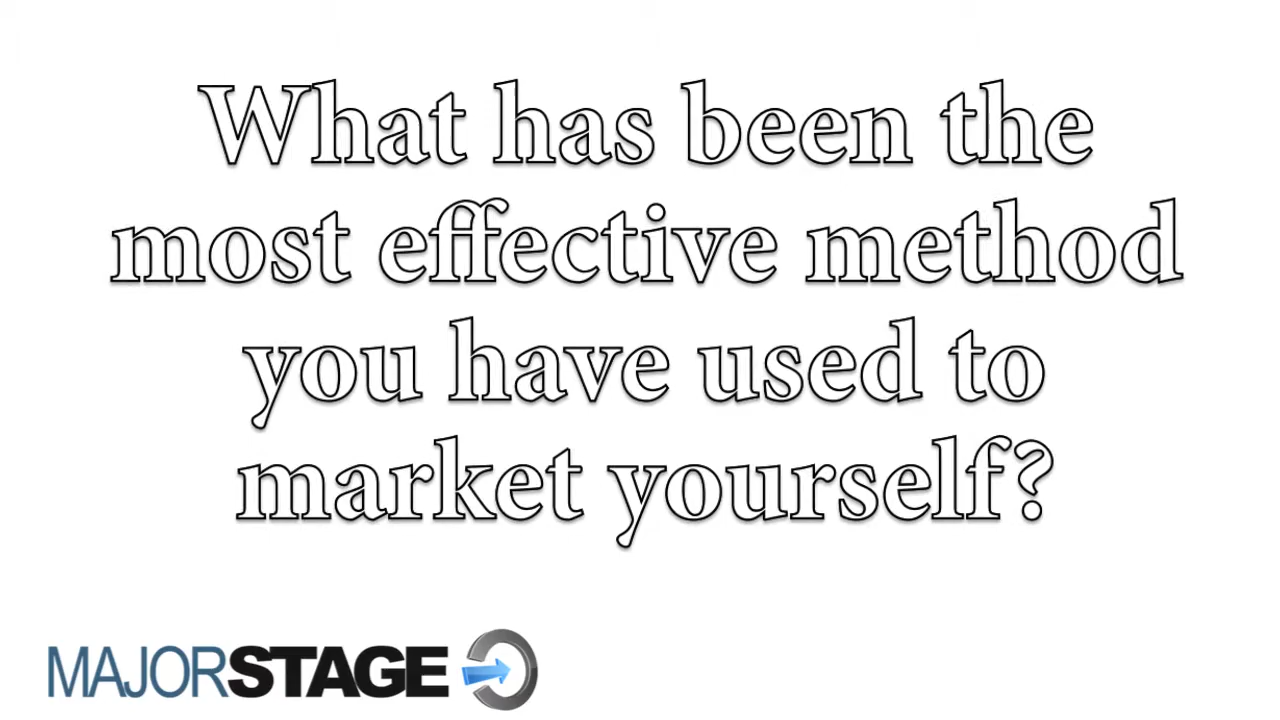 What has been the
most effective method
you have used to
market yourself?
MAJORSTAGE